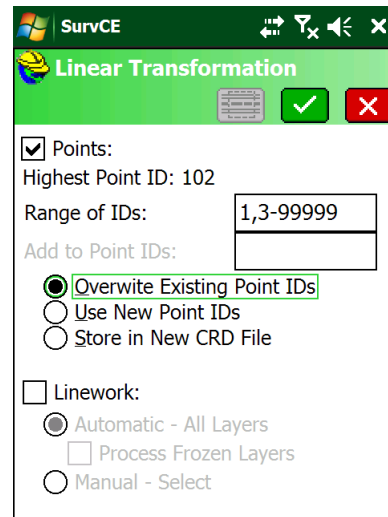 SurvCE
Linear Transformation
Points:
Highest Point ID: 102
Range of IDs: 1,3-99999
Add to Point IDs:
Overwite Existing Point IDs
Use New Point IDs
Store in New CRD File
Linework:
Automatic - All Layers
Process Frozen Layers
Manual - Select